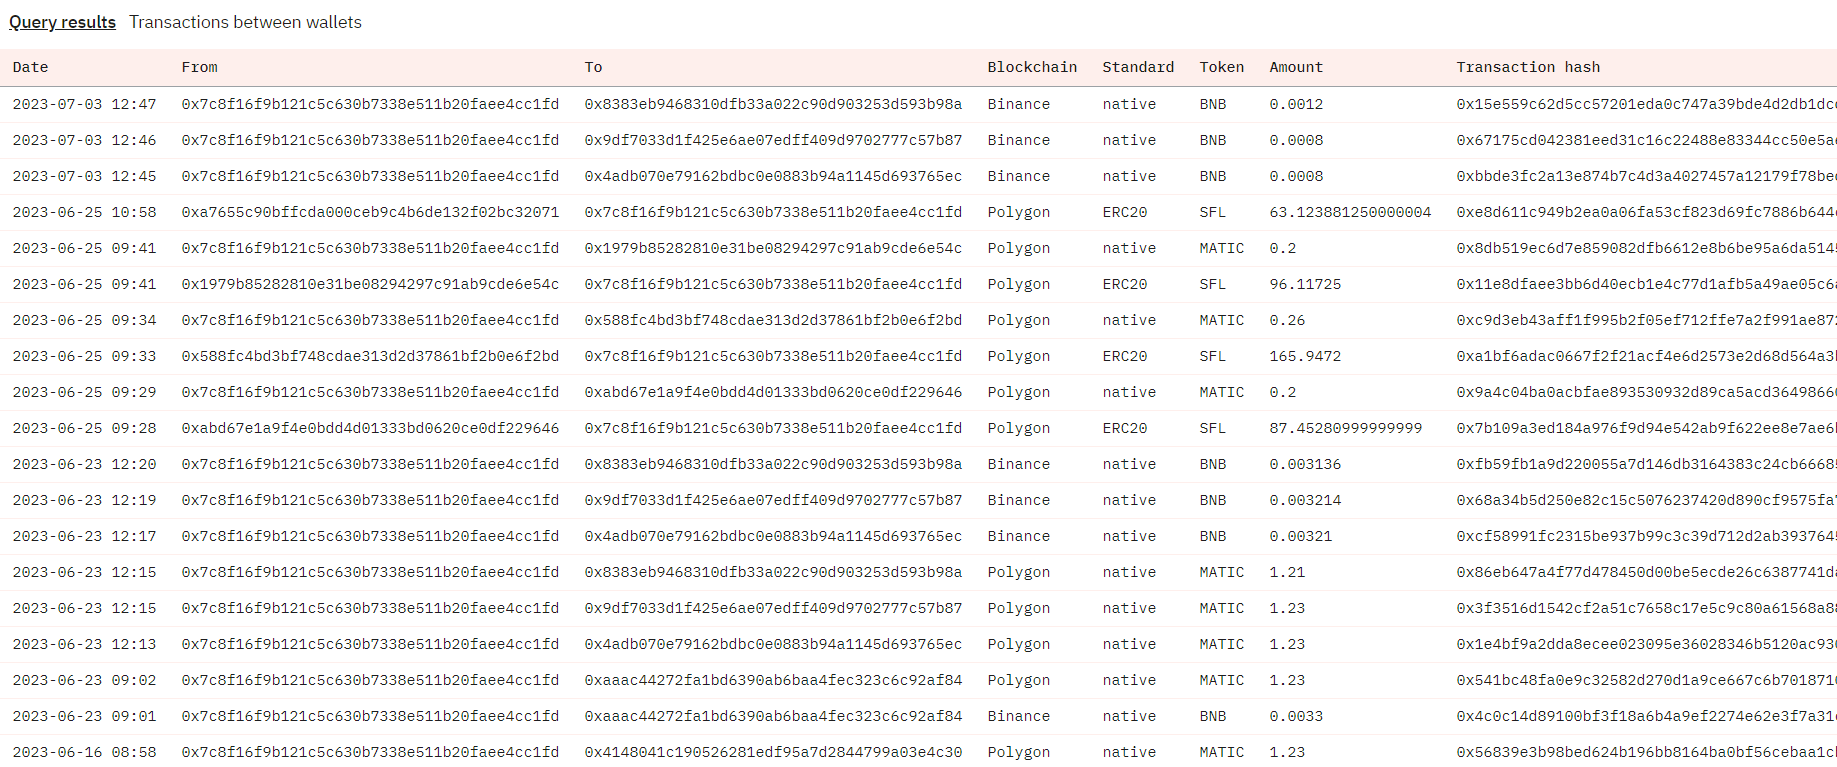 Query results Transactions between wallets
Date From To Blockchain Standard Token Amount Transaction hash
2023-07-03 12:47 0x7c8f16f9b121c5c630b7338e511b20faee4cc1fd 0x8383eb9468310dfb33a022c90d903253d593b98a Binance native BNB 0.0012 0x15e559c62d5cc57201eda0c747a39bde4d2db1dc
2023-07-03 12:46 0x7c8f16f9b121c5c630b7338e511b20faee4cc1fd 0x9df7033d1f425e6ae07edff409d9702777c57b87 Binance native BNB 0.0008 0x67175cd042381eed31c16c22488e83344cc50e5a
2023-07-03 12:45 0x7c8f16f9b121c5c630b7338e511b20faee4cc1fd 0x4adb070e79162bdbc0e0883b94a1145d693765ec Binance native BNB 0.0008 0xbbde3fc2a13e874b7c4d3a4027457a12179f78be
2023-06-25 10:58 0xa7655c90bffcda000ceb9c4b6de132f02bc32071 0x7c8f16f9b121c5c630b7338e511b20faee4cc1fd Polygon ERC20 SFL 63.123881250000004 0xe8d611c949b2ea0a06fa53cf823d69fc7886b644
2023-06-25 09:41 0x7c8f16f9b121c5c630b7338e511b20faee4cc1fd 0x1979b85282810e31be08294297c91ab9cde6e54c Polygon native MATIC 0.2 0x8db519ec6d7e859082dfb6612e8b6be95a6da514
2023-06-25 09:41 0x1979b85282810e31be08294297c91ab9cde6e54c 0x7c8f16f9b121c5c630b7338e511b20faee4cc1fd Polygon ERC20 SFL 96.11725 0x11e8dfaee3bb6d40ecb1e4c77d1afb5a49ae05c6
2023-06-25 09:34 0x7c8f16f9b121c5c630b7338e511b20faee4cc1fd 0x588fc4bd3bf748cdae313d2d37861bf2b0e6f2bd Polygon native MATIC 0.26 0xc9d3eb43aff1f995b2f05ef712ffe7a2f991ae87
2023-06-25 09:33 0x588fc4bd3bf748cdae313d2d37861bf2b0e6f2bd 0x7c8f16f9b121c5c630b7338e511b20faee4cc1fd Polygon ERC20 SFL 165.9472 0xa1bf6adac0667f2f21acf4e6d2573e2d68d564a3
2023-06-25 09:29 0x7c8f16f9b121c5c630b7338e511b20faee4cc1fd 0xabd67e1a9f4e0bdd4d01333bd0620ce0df229646 Polygon native MATIC 0.2 0x9a4c04ba0acbfae893530932d89ca5acd3649866
2023-06-25 09:28 0xabd67e1a9f4e0bdd4d01333bd0620ce0df229646 0x7c8f16f9b121c5c630b7338e511b20faee4cc1fd Polygon ERC20 SFL 87.45280999999999 0x7b109a3ed184a976f9d94e542ab9f622ee8e7ae6
2023-06-23 12:20 0x7c8f16f9b121c5c630b7338e511b20faee4cc1fd 0x8383eb9468310dfb33a022c90d903253d593b98a Binance native BNB 0.003136 0xfb59fb1a9d220055a7d146db3164383c24cb6668
2023-06-23 12:19 0x7c8f16f9b121c5c630b7338e511b20faee4cc1fd 0x9df7033d1f425e6ae07edff409d9702777c57b87 Binance native BNB 0.003214 0x68a34b5d250e82c15c5076237420d890cf9575fa
2023-06-23 12:17 0x7c8f16f9b121c5c630b7338e511b20faee4cc1fd 0x4adb070e79162bdbc0e0883b94a1145d693765ec Binance native BNB 0.00321 0xcf58991fc2315be937b99c3c39d712d2ab393764
2023-06-23 12:15 0x7c8f16f9b121c5c630b7338e511b20faee4cc1fd 0x8383eb9468310dfb33a022c90d903253d593b98a Polygon native MATIC 1.21 0x86eb647a4f77d478450d00be5ecde26c6387741d
2023-06-23 12:15 0x7c8f16f9b121c5c630b7338e511b20faee4cc1fd 0x9df7033d1f425e6ae07edff409d9702777c57b87 Polygon native MATIC 1.23 0x3f3516d1542cf2a51c7658c17e5c9c80a61568a8
2023-06-23 12:13 0x7c8f16f9b121c5c630b7338e511b20faee4cc1fd 0x4adb070e79162bdbc0e0883b94a1145d693765ec Polygon native MATIC 1.23 0x1e4bf9a2dda8ecee023095e36028346b5120ac93
2023-06-23 09:02 0x7c8f16f9b121c5c630b7338e511b20faee4cc1fd 0xaaac44272fa1bd6390ab6baa4fec323c6c92af84 Polygon native MATIC 1.23 0x541bc48fa0e9c32582d270d1a9ce667c6b701871
2023-06-23 09:01 0x7c8f16f9b121c5c630b7338e511b20faee4cc1fd 0xaaac44272fa1bd6390ab6baa4fec323c6c92af84 Binance native BNB 0.0033 0x4c0c14d89100bf3f18a6b4a9ef2274e62e3f7a31
2023-06-16 08:58 0x7c8f16f9b121c5c630b7338e511b20faee4cc1fd 0x4148041c190526281edf95a7d2844799a03e4c30 Polygon native MATIC 1.23 0x56839e3b98bed624b196bb8164ba0bf56cebaa1c